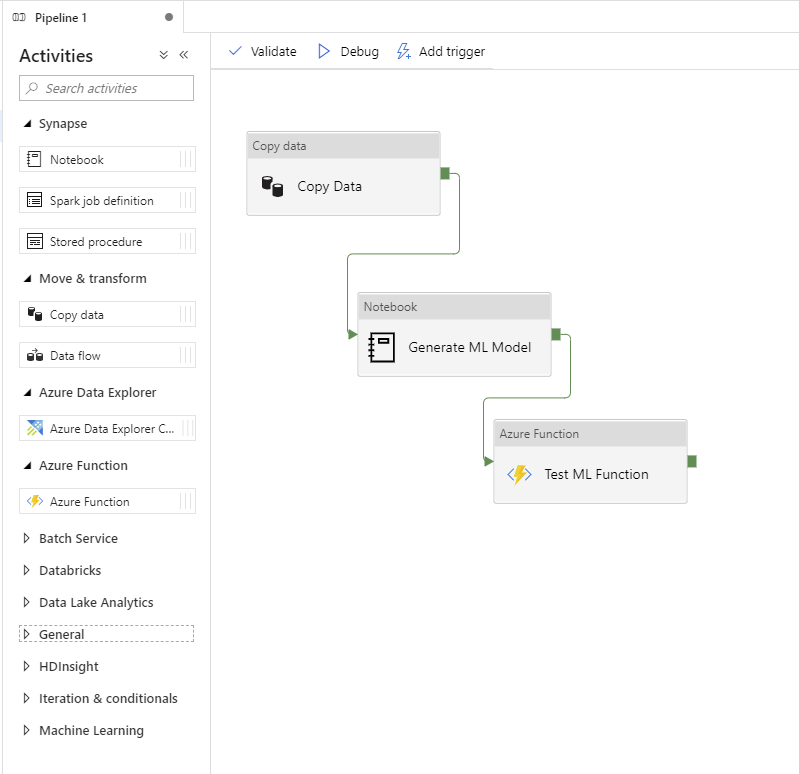 Pipeline 1
Activities
Search activities
Synapse
Notebook
Spark job definition
Stored procedure
Move & transform
Copy data
Data flow
Azure Data Explorer
Azure Data Explorer C...
Azure Function
Azure Function
Batch Service
Databricks
Data Lake Analytics
General
HDInsight
Iteration & conditionals
Machine Learning
Validate
Debug
Add trigger
Copy data
Copy Data
Notebook
Generate ML Model
Azure Function
Test ML Function